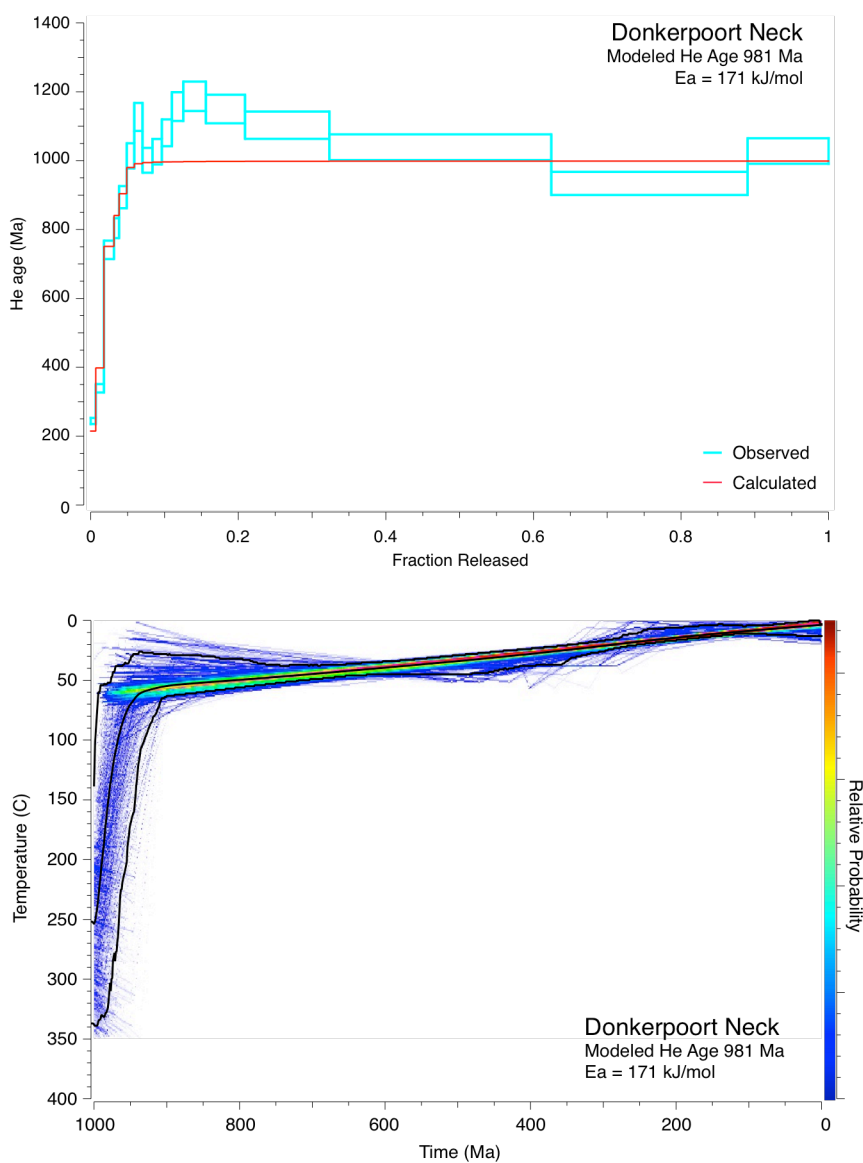 Donkerpoort Neck
Modeled He Age 981 Ma
Ea = 171 kJ/mol
1400
1200
1000
800
600
400
200
0
He age (Ma)
Observed
Calculated
0 0.2 0.4 0.6 0.8 1
Fraction Released
0
50
100
150
200
250
300
350
400
Temperature (C)
Relative Probability
Donkerpoort Neck
Modeled He Age 981 Ma
Ea = 171 kJ/mol
1000 800 600 400 200 0
Time (Ma)